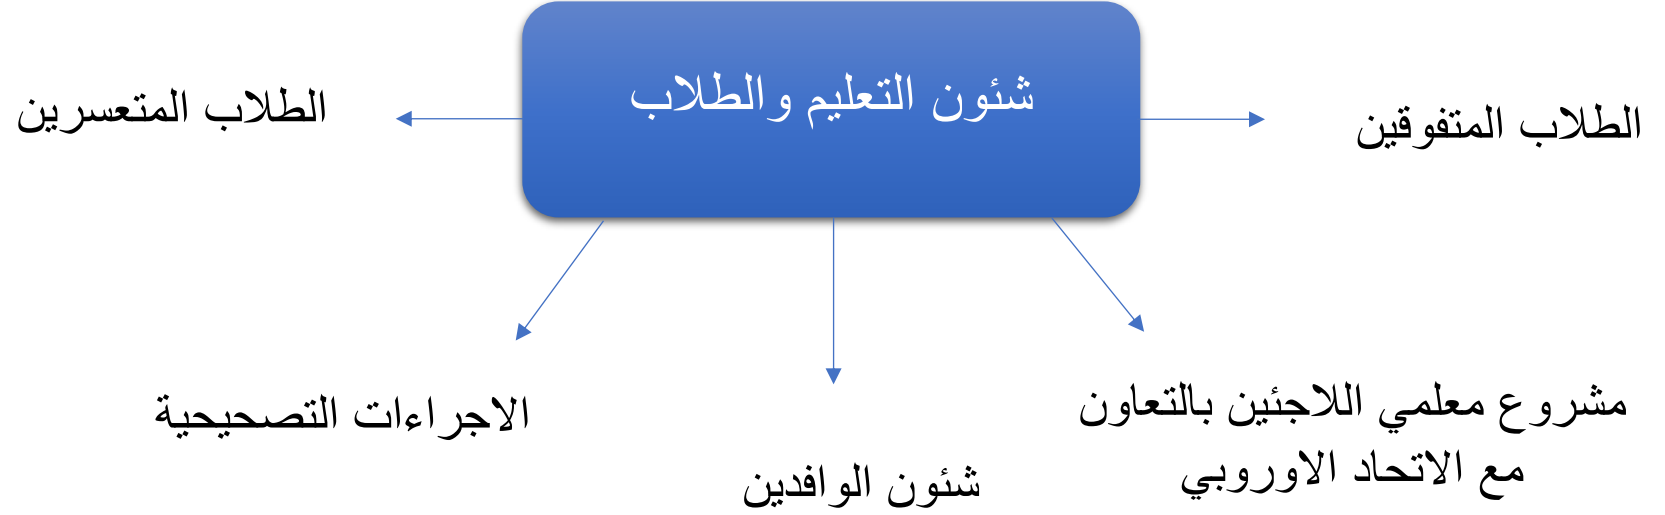 شئون التعليم والطلاب
الطلاب المتفوقين
الطلاب المتعسرين
مشروع معلمي اللاجئين بالتعاون
مع الاتحاد الاوروبي
شئون الوافدين
الاجراءات التصحيحية